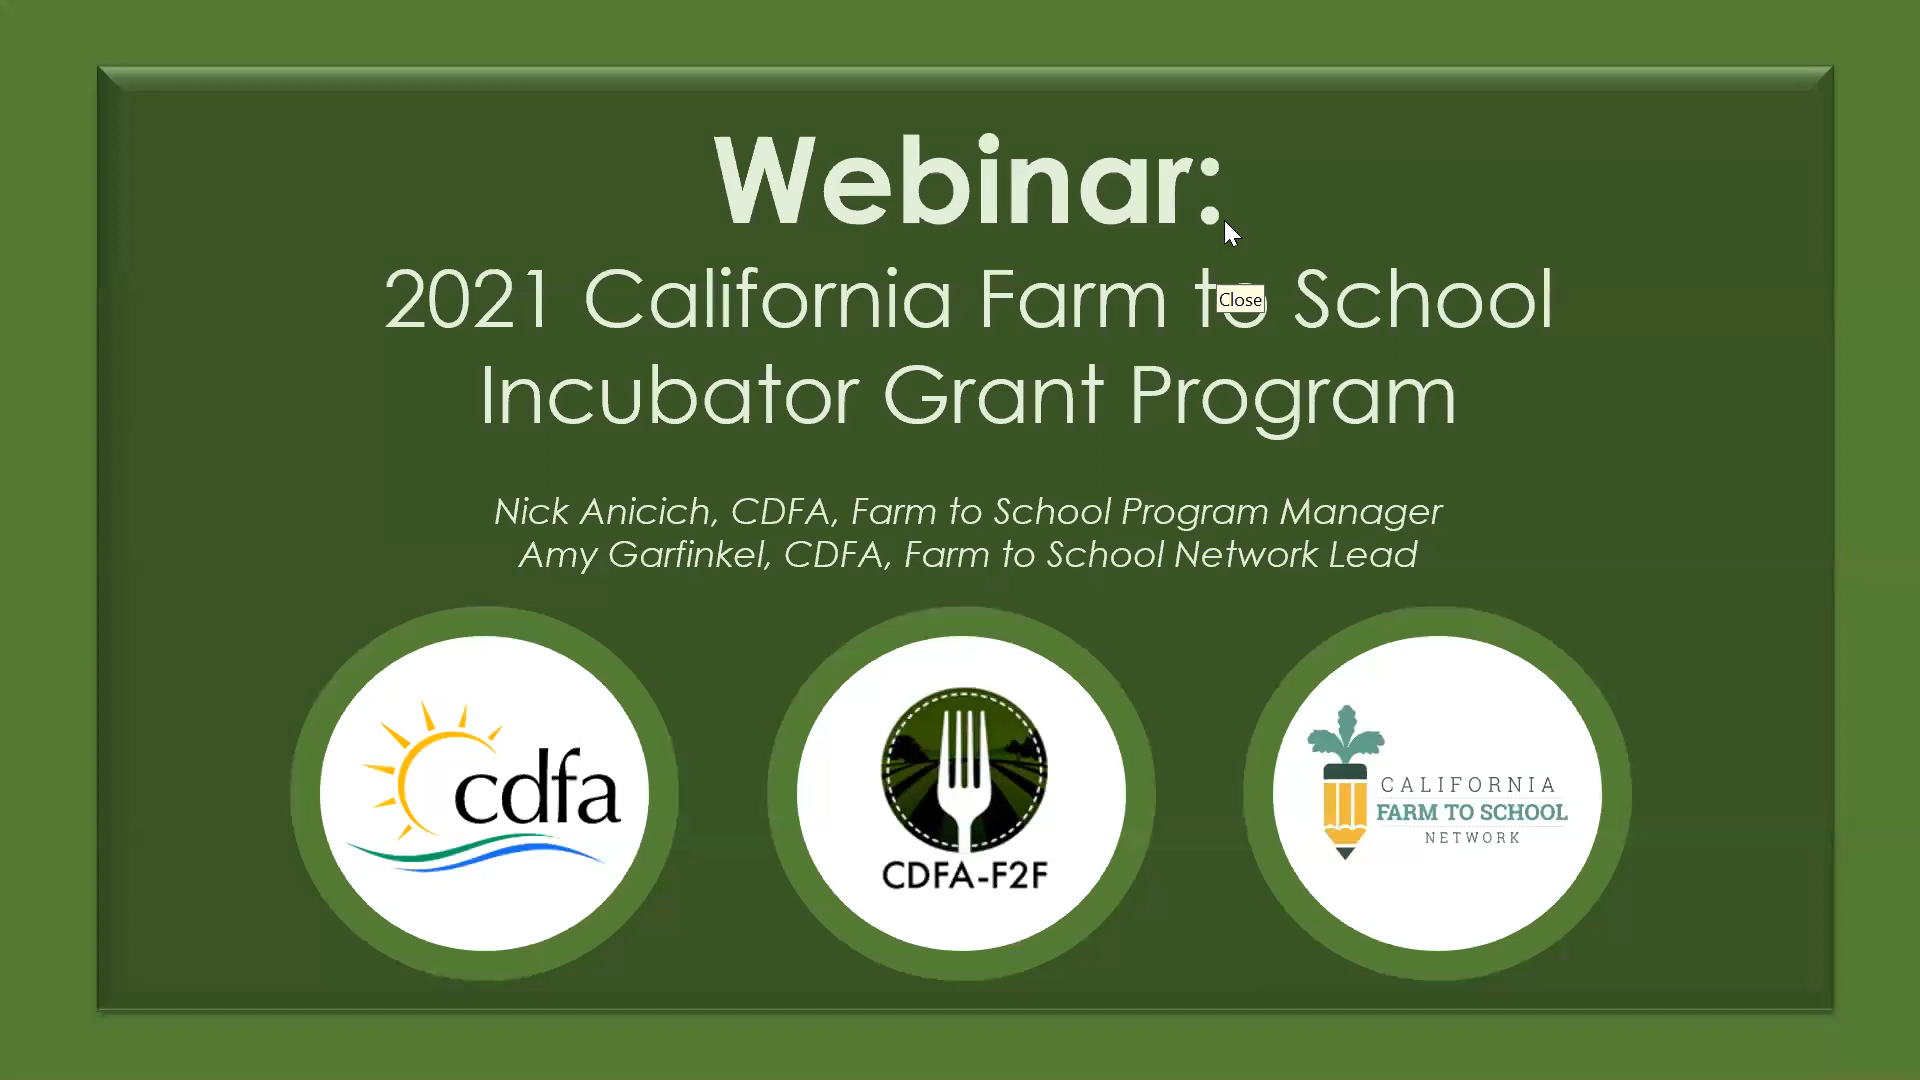 Webinar:
2021 California Farm to School
Close
Incubator Grant Program
Nick Anicich, CDFA, Farm to School Program Manager
Amy Garfinkel, CDFA, Farm to School Network Lead
cdfa
CDFA-F2F
CALIFORNIA
FARM TO SCHOOL
NETWORK